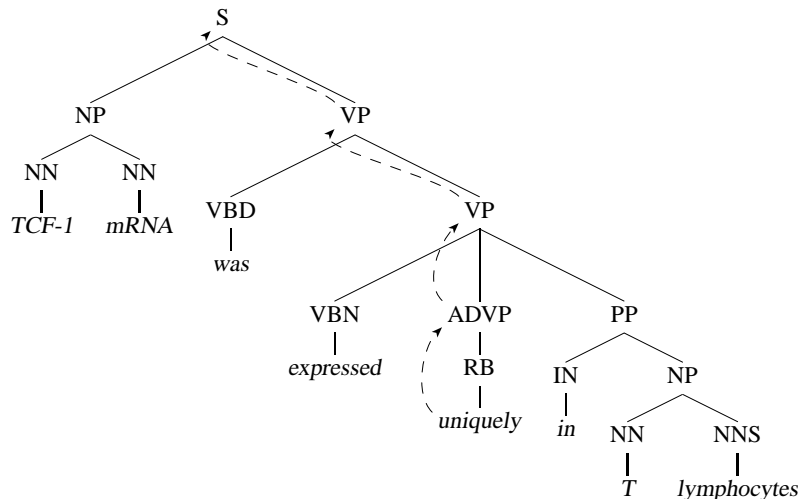 S
NP VP
NN NN VBD VP
TCF-1 mRNA was
VBN ADVP PP
expressed RB IN NP
uniquely in NN NNS
T lymphocytes